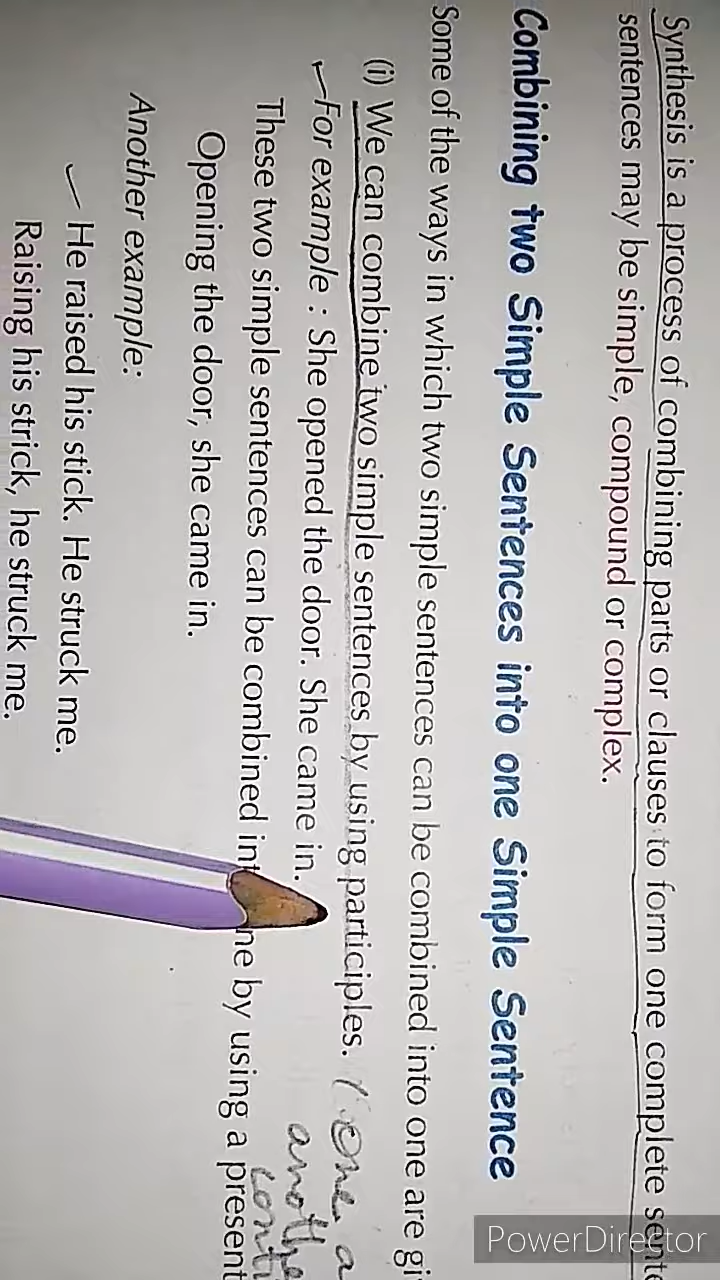 Synthesis is a process of combining parts or clauses to form one complete
sentences may be simple, compound or complex.
Combining two Simple Sentences into one Simple Sentence
Some of the ways in which two simple sentences can be combined into one are
(i) We can combine two simple sentences by using participles. (one a
For example : She opened the door. She came in.
These two simple sentences can be combined by using a present
Opening the door, she came in.
Another example:
He raised his stick. He struck me.
Raising his strick, he struck me.
PowerDirector